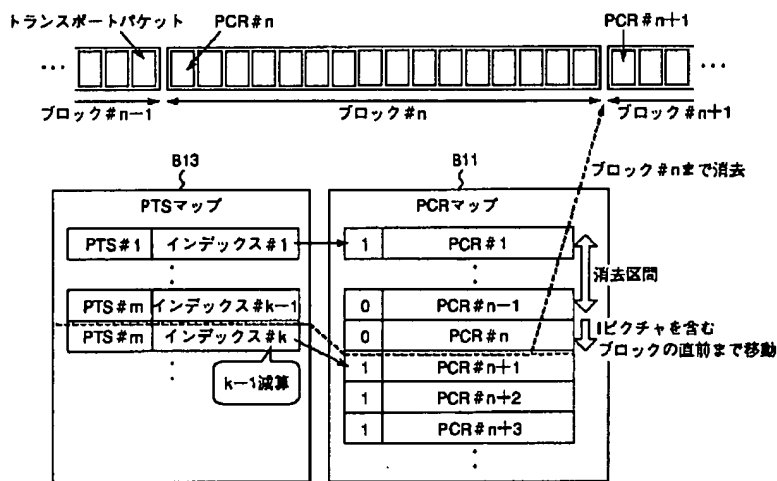 トランスポートパケット
PCR#n
PCR#n+1
･･･
･･･
ブロック#n-1
ブロック#n
ブロック#n+1
B13
B11
ブロック#nまで消去
PTSマップ
PCRマップ
PTS#1 インデックス#1
1 PCR#1
消去区間
PTS#m インデックス#k-1
0 PCR#n-1
PTS#m インデックス#k
0 PCR#n
Iピクチャを含む
ブロックの直前まで移動
k-1減算
1 PCR#n+1
1 PCR#n+2
1 PCR#n+3